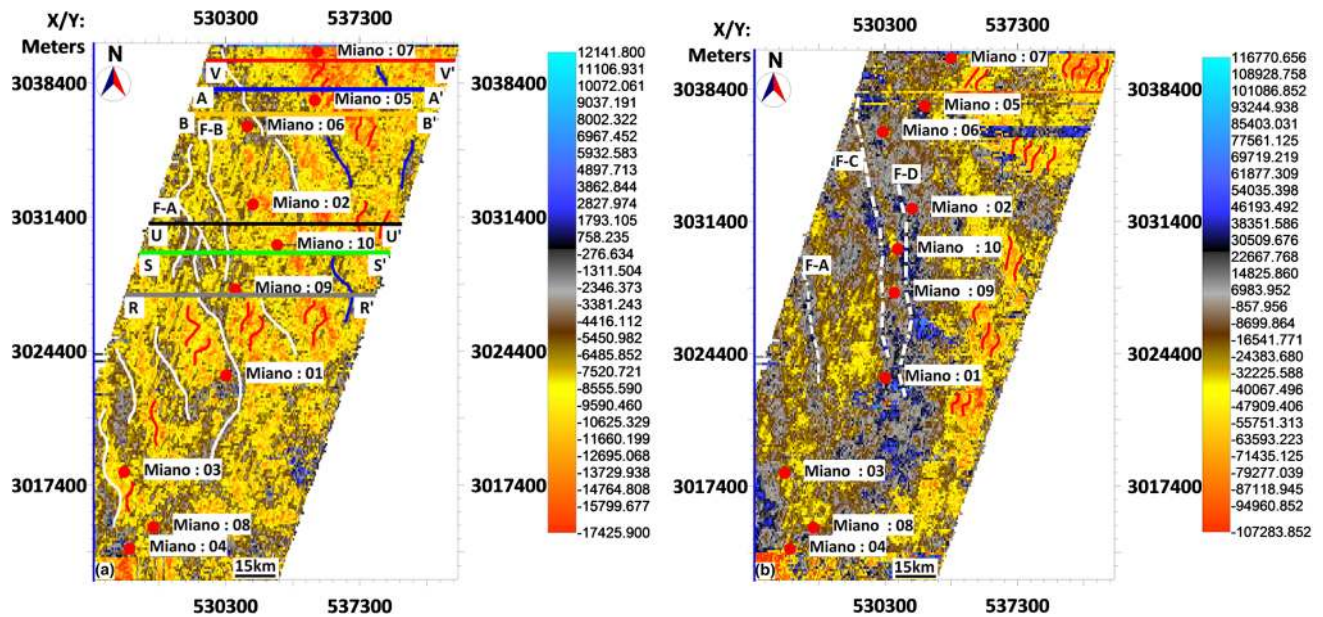 X/Y:
Meters
530300
537300
N
Miano : 07
V
V'
3038400
A
Miano : 05
A'
B
F-B
Miano : 06
B'
F-A
Miano : 02
3031400
U
U'
Miano : 10
S
S'
Miano : 09
R
R'
3024400
Miano : 01
Miano : 03
3017400
Miano : 08
Miano : 04
(a)
15km
530300
537300
12141.800
11106.931
10072.062
9037.191
8002.322
6967.452
5932.583
4897.713
3862.844
2827.974
1793.105
758.235
-276.634
-1311.504
-2346.373
-3381.243
-4416.112
-5450.982
-6485.852
-7520.721
-8555.590
-9590.460
-10625.329
-11660.199
-12695.068
-13729.938
-14764.808
-15799.677
-17425.900
X/Y:
Meters
530300
537300
N
Miano : 07
3038400
Miano : 05
Miano : 06
F-C
F-D
Miano : 02
3031400
Miano : 10
F-A
Miano : 09
3024400
Miano : 01
Miano : 03
3017400
Miano : 08
Miano : 04
(b)
15km
530300
537300
116770.656
108928.758
101086.852
93244.938
85403.031
77561.125
69719.219
61877.309
54035.398
46193.492
38351.586
30509.676
22667.768
14825.860
6983.952
-857.956
-8699.864
-16541.771
-24383.680
-32225.588
-40067.496
-47909.406
-55751.313
-63593.223
-71435.125
-79277.039
-87118.945
-94960.852
-107283.852